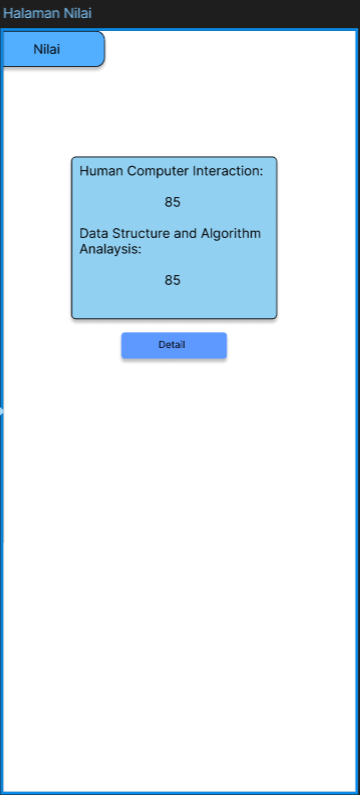 Halaman Nilai
Nilai
Human Computer Interaction:
85
Data Structure and Algorithm
Analaysis:
85
Detail